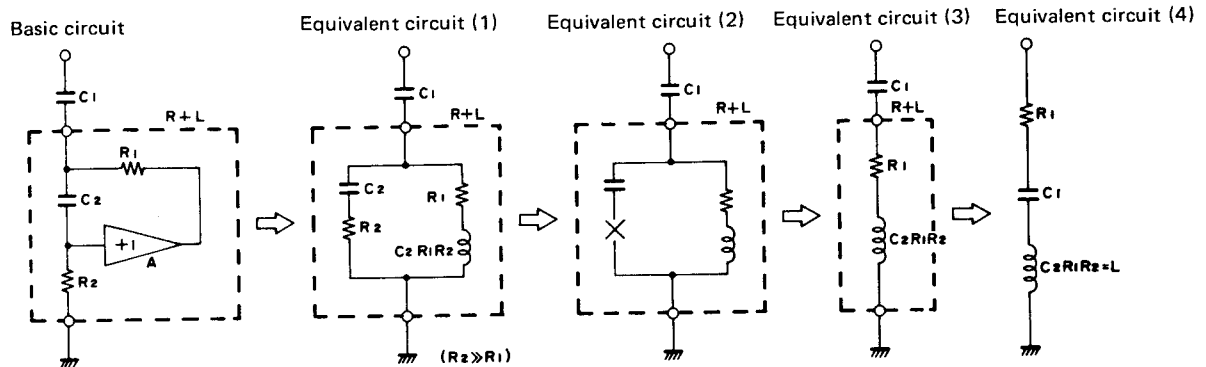 Basic circuit
C1
R+L
R1
C2
+1
A
R2
Equivalent circuit (1)
C1
R+L
C2
R1
R2
C2R1R2
(R2≫R1)
Equivalent circuit (2)
C1
R+L
Equivalent circuit (3)
C1
R+L
R1
C2R1R2
Equivalent circuit (4)
R1
C1
C2R1R2=L